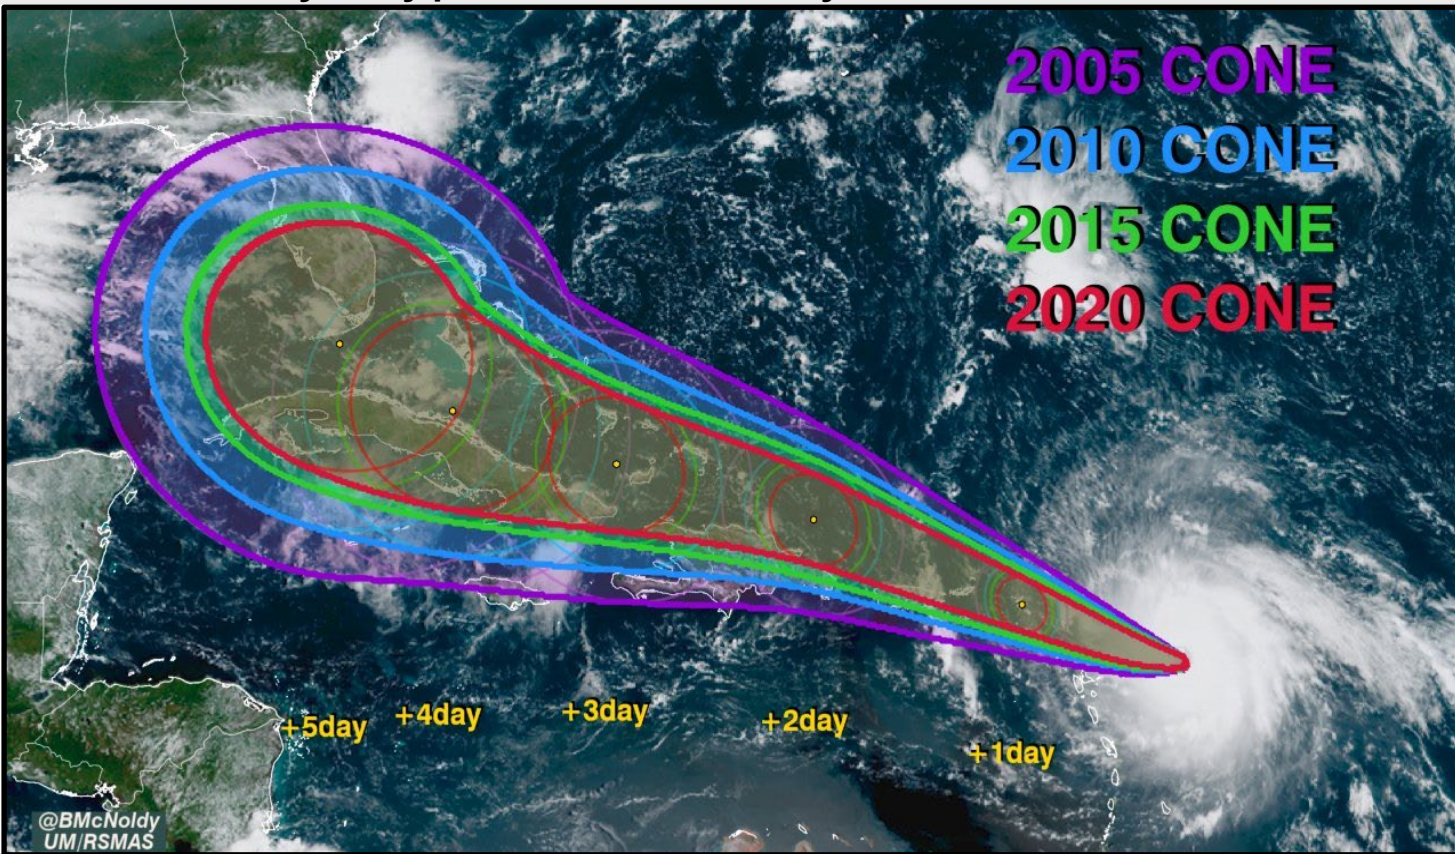 2005 CONE
2010 CONE
2015 CONE
2020 CONE
+5day
+4day
+3day
+2day
+1day
@BMcNoldy
UM/RSMAS